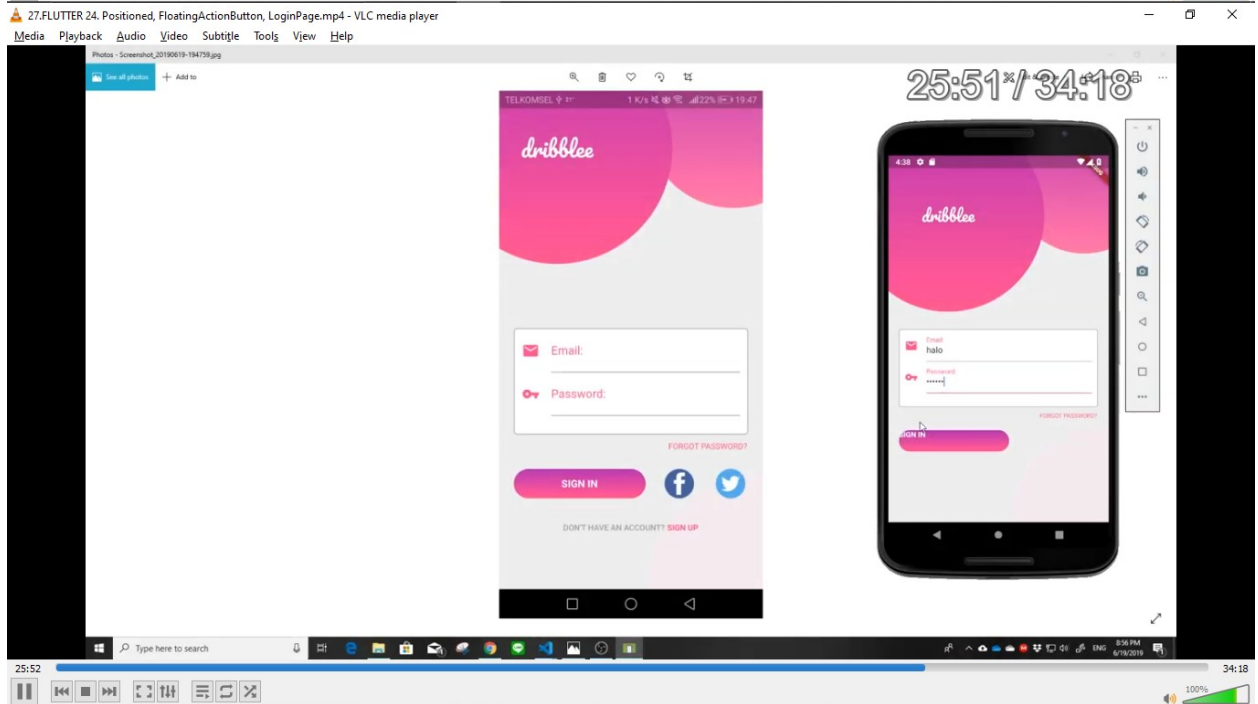 27.FLUTTER 24. Positioned, FloatingActionButton, LoginPage.mp4 - VLC media player
Media Playback Audio Video Subtitle Tools View Help
Photos - Screenshot_20190619-194759.jpg
See all photos
Add to
25:51 / 34:18
TELKOMSEL
1 K/s
22%
19:47
dribblee
Email:
Password:
FORGOT PASSWORD?
SIGN IN
DON'T HAVE AN ACCOUNT? SIGN UP
4:38
dribblee
Email
halo
Password
••••••
FORGOT PASSWORD?
SIGN IN
Type here to search
ENG
8:56 PM
6/19/2019
25:52
34:18
100%